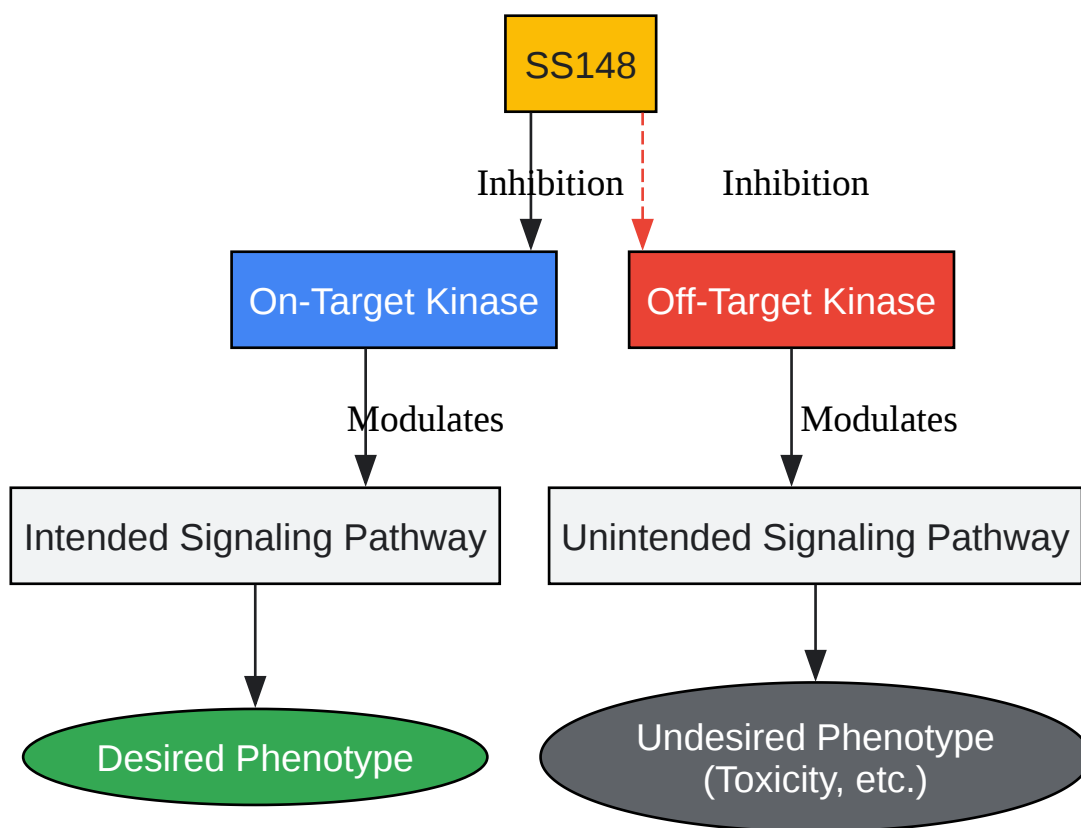 SS148
Inhibition
Inhibition
On-Target Kinase
Off-Target Kinase
Modulates
Modulates
Intended Signaling Pathway
Unintended Signaling Pathway
Desired Phenotype
Undesired Phenotype
(Toxicity, etc.)